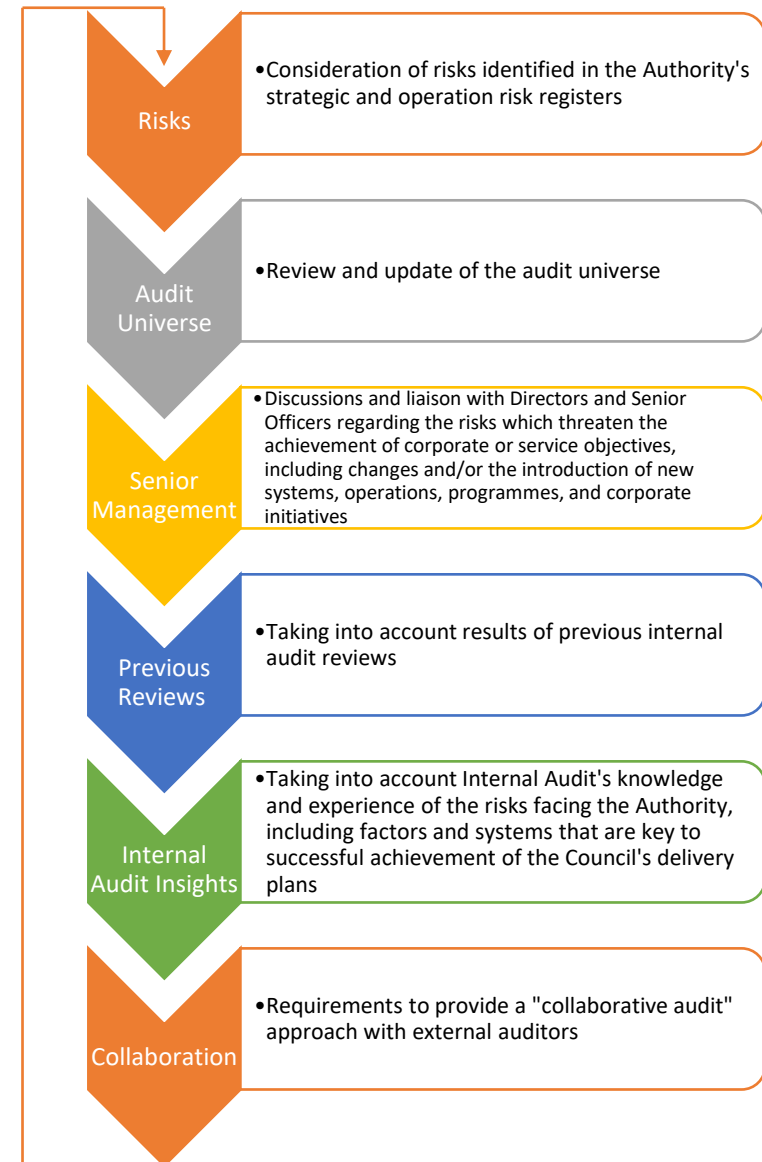 Risks
•Consideration of risks identified in the Authority's
strategic and operation risk registers
Audit
Universe
•Review and update of the audit universe
Senior
Management
•Discussions and liaison with Directors and Senior
Officers regarding the risks which threaten the
achievement of corporate or service objectives,
including changes and/or the introduction of new
systems, operations, programmes, and corporate
initiatives
Previous
Reviews
•Taking into account results of previous internal
audit reviews
Internal
Audit Insights
•Taking into account Internal Audit's knowledge
and experience of the risks facing the Authority,
including factors and systems that are key to
successful achievement of the Council's delivery
plans
Collaboration
•Requirements to provide a "collaborative audit"
approach with external auditors